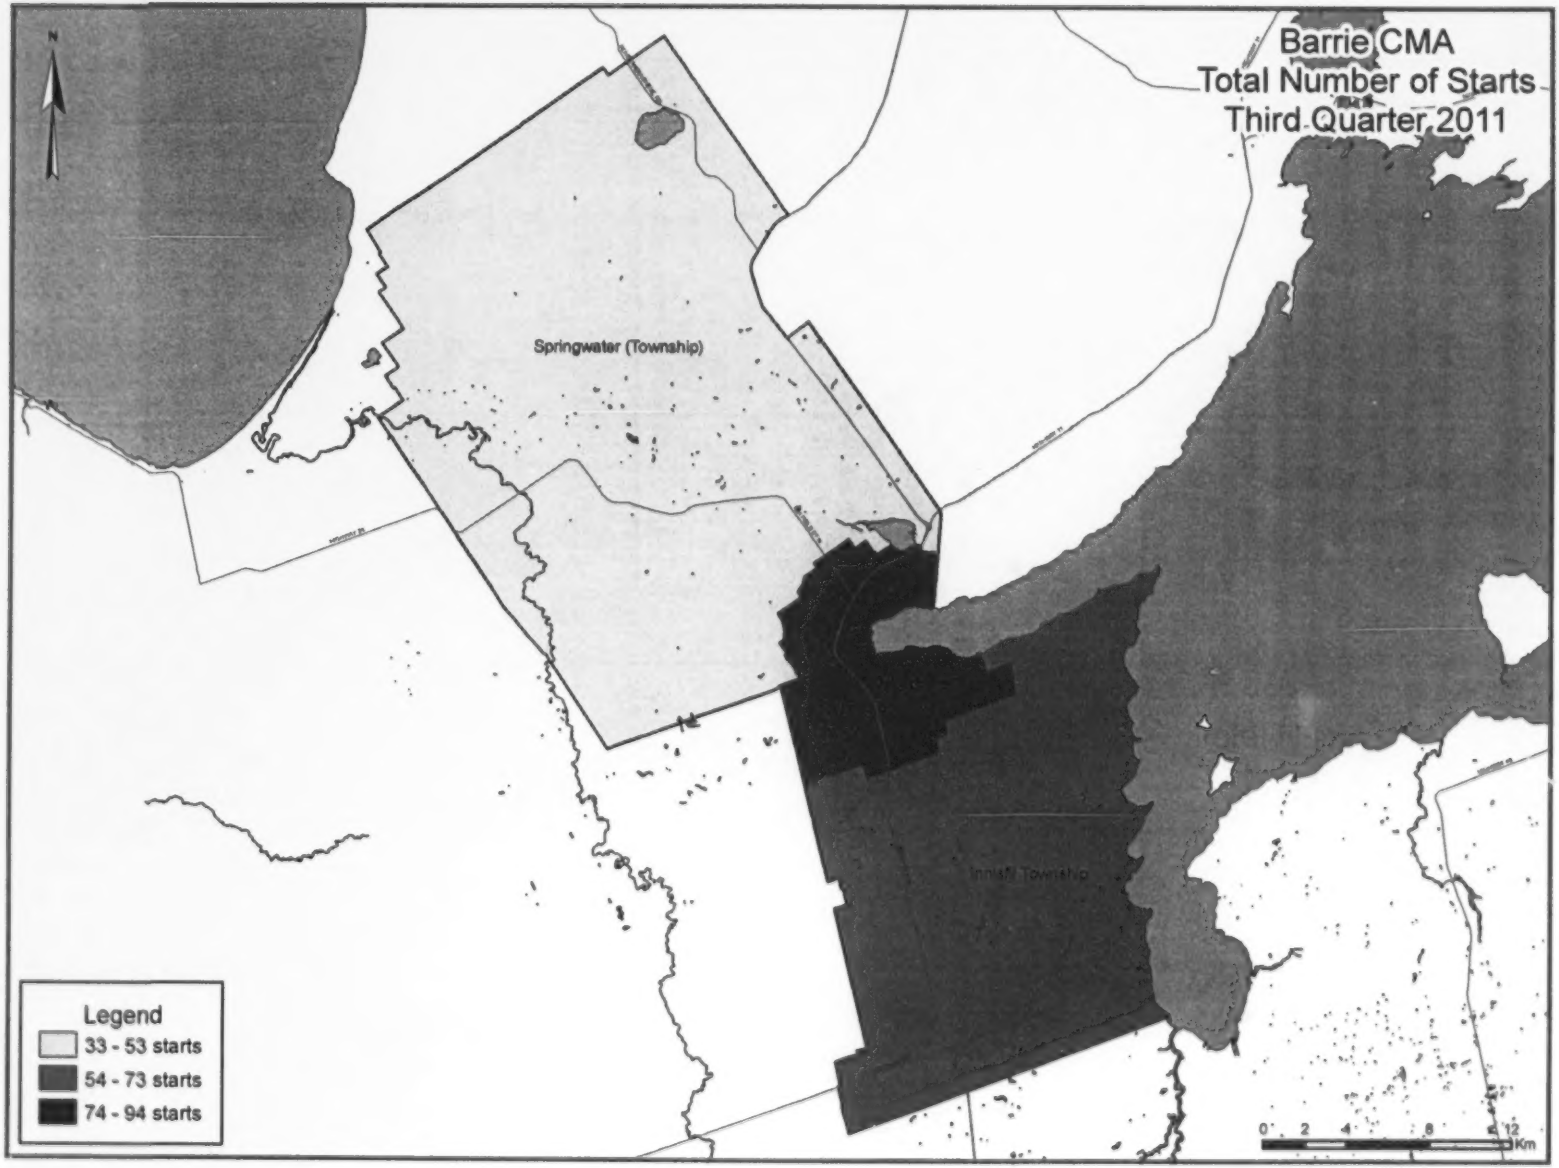 N
Barrie CMA
Total Number of Starts
Third Quarter 2011
Springwater (Township)
Innisfil Township
Legend
33 - 53 starts
54 - 73 starts
74 - 94 starts
0 2 4 8 12
Km